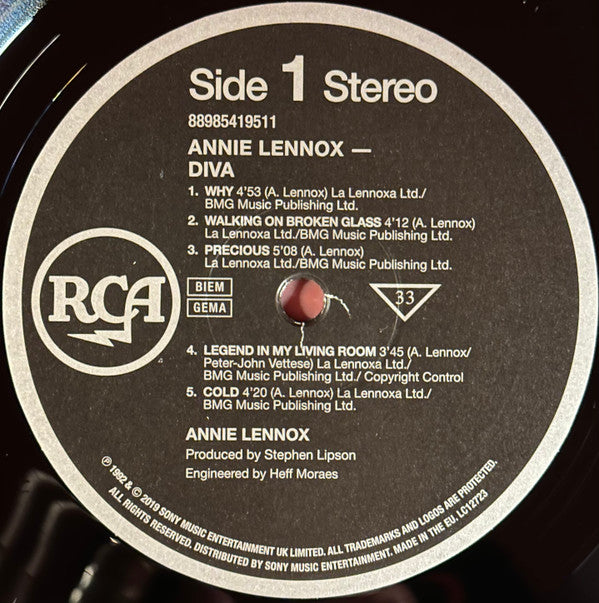 Side 1 Stereo
88985419511
ANNIE LENNOX —
DIVA
1. WHY 4'53 (A. Lennox) La Lennoxa Ltd./
BMG Music Publishing Ltd.
2. WALKING ON BROKEN GLASS 4'12 (A. Lennox)
La Lennoxa Ltd./BMG Music Publishing Ltd.
3. PRECIOUS 5'08 (A. Lennox)
La Lennoxa Ltd./BMG Music Publishing Ltd.
RCA
BIEM
GEMA
33
4. LEGEND IN MY LIVING ROOM 3'45 (A. Lennox/
Peter-John Vettese) La Lennoxa Ltd./
BMG Music Publishing Ltd./ Copyright Control
5. COLD 4'20 (A. Lennox) La Lennoxa Ltd./
BMG Music Publishing Ltd.
ANNIE LENNOX
Produced by Stephen Lipson
Engineered by Heff Moraes
℗ 1992 & © 2019 SONY MUSIC ENTERTAINMENT UK LIMITED. ALL TRADEMARKS AND LOGOS ARE PROTECTED.
ALL RIGHTS RESERVED. DISTRIBUTED BY SONY MUSIC ENTERTAINMENT. MADE IN THE EU. LC12723